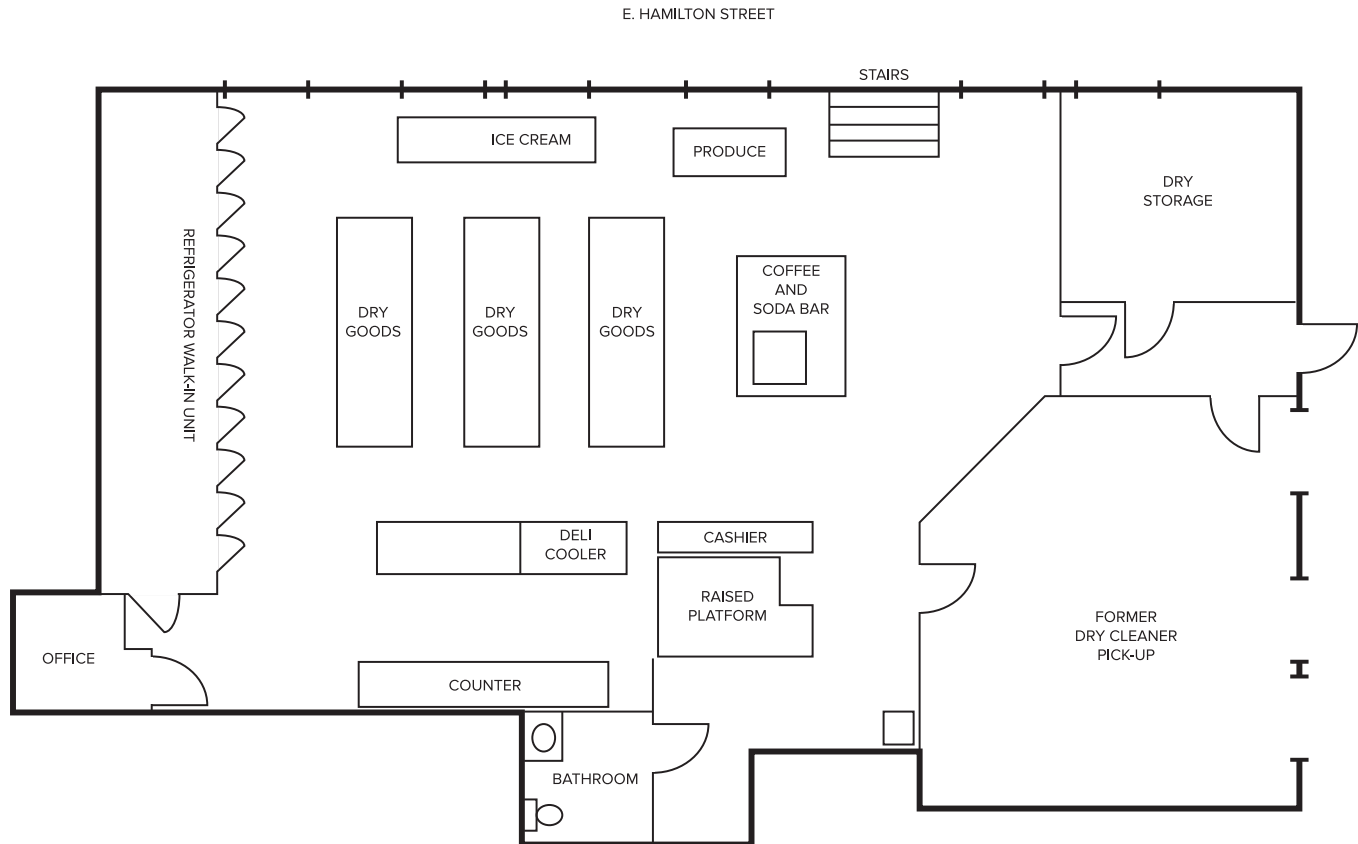 E. HAMILTON STREET
STAIRS
ICE CREAM
PRODUCE
DRY
STORAGE
REFRIGERATOR WALK-IN UNIT
DRY
GOODS
DRY
GOODS
DRY
GOODS
COFFEE
AND
SODA BAR
DELI
COOLER
CASHIER
RAISED
PLATFORM
FORMER
DRY CLEANER
PICK-UP
OFFICE
COUNTER
BATHROOM